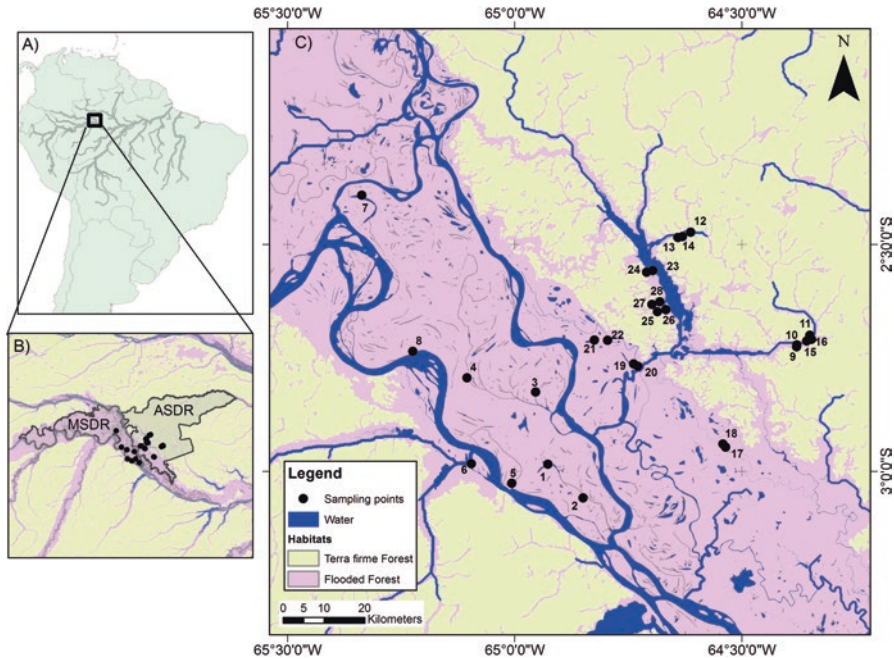 A)
B)
MSDR
ASDR
C)
65°30'0"W
65°0'0"W
64°30'0"W
N
2°30'0"S
3°0'0"S
7
12
13
14
24
23
28
27
25
26
11
10
16
9
15
21
22
19
20
8
4
3
18
17
6
5
1
2
Legend
Sampling points
Water
Habitats
Terra firme Forest
Flooded Forest
0 5 10 20
Kilometers
65°30'0"W
65°0'0"W
64°30'0"W